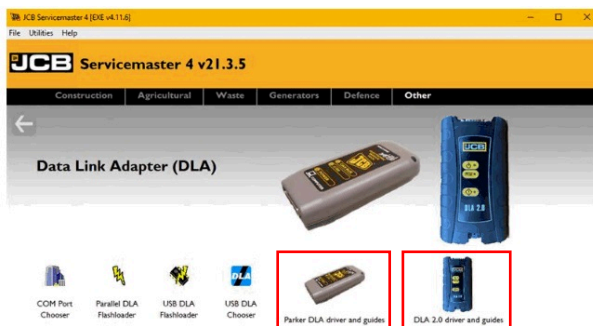 JCB Servicemaster 4 [EXE v4.11.6]
File Utilities Help
JCB Servicemaster 4 v21.3.5
Construction Agricultural Waste Generators Defence Other
Data Link Adapter (DLA)
JCB
DLA 2.0
COM Port
Chooser
Parallel DLA
Flashloader
USB DLA
Flashloader
DLA
USB DLA
Chooser
Parker DLA driver and guides
DLA 2.0 driver and guides